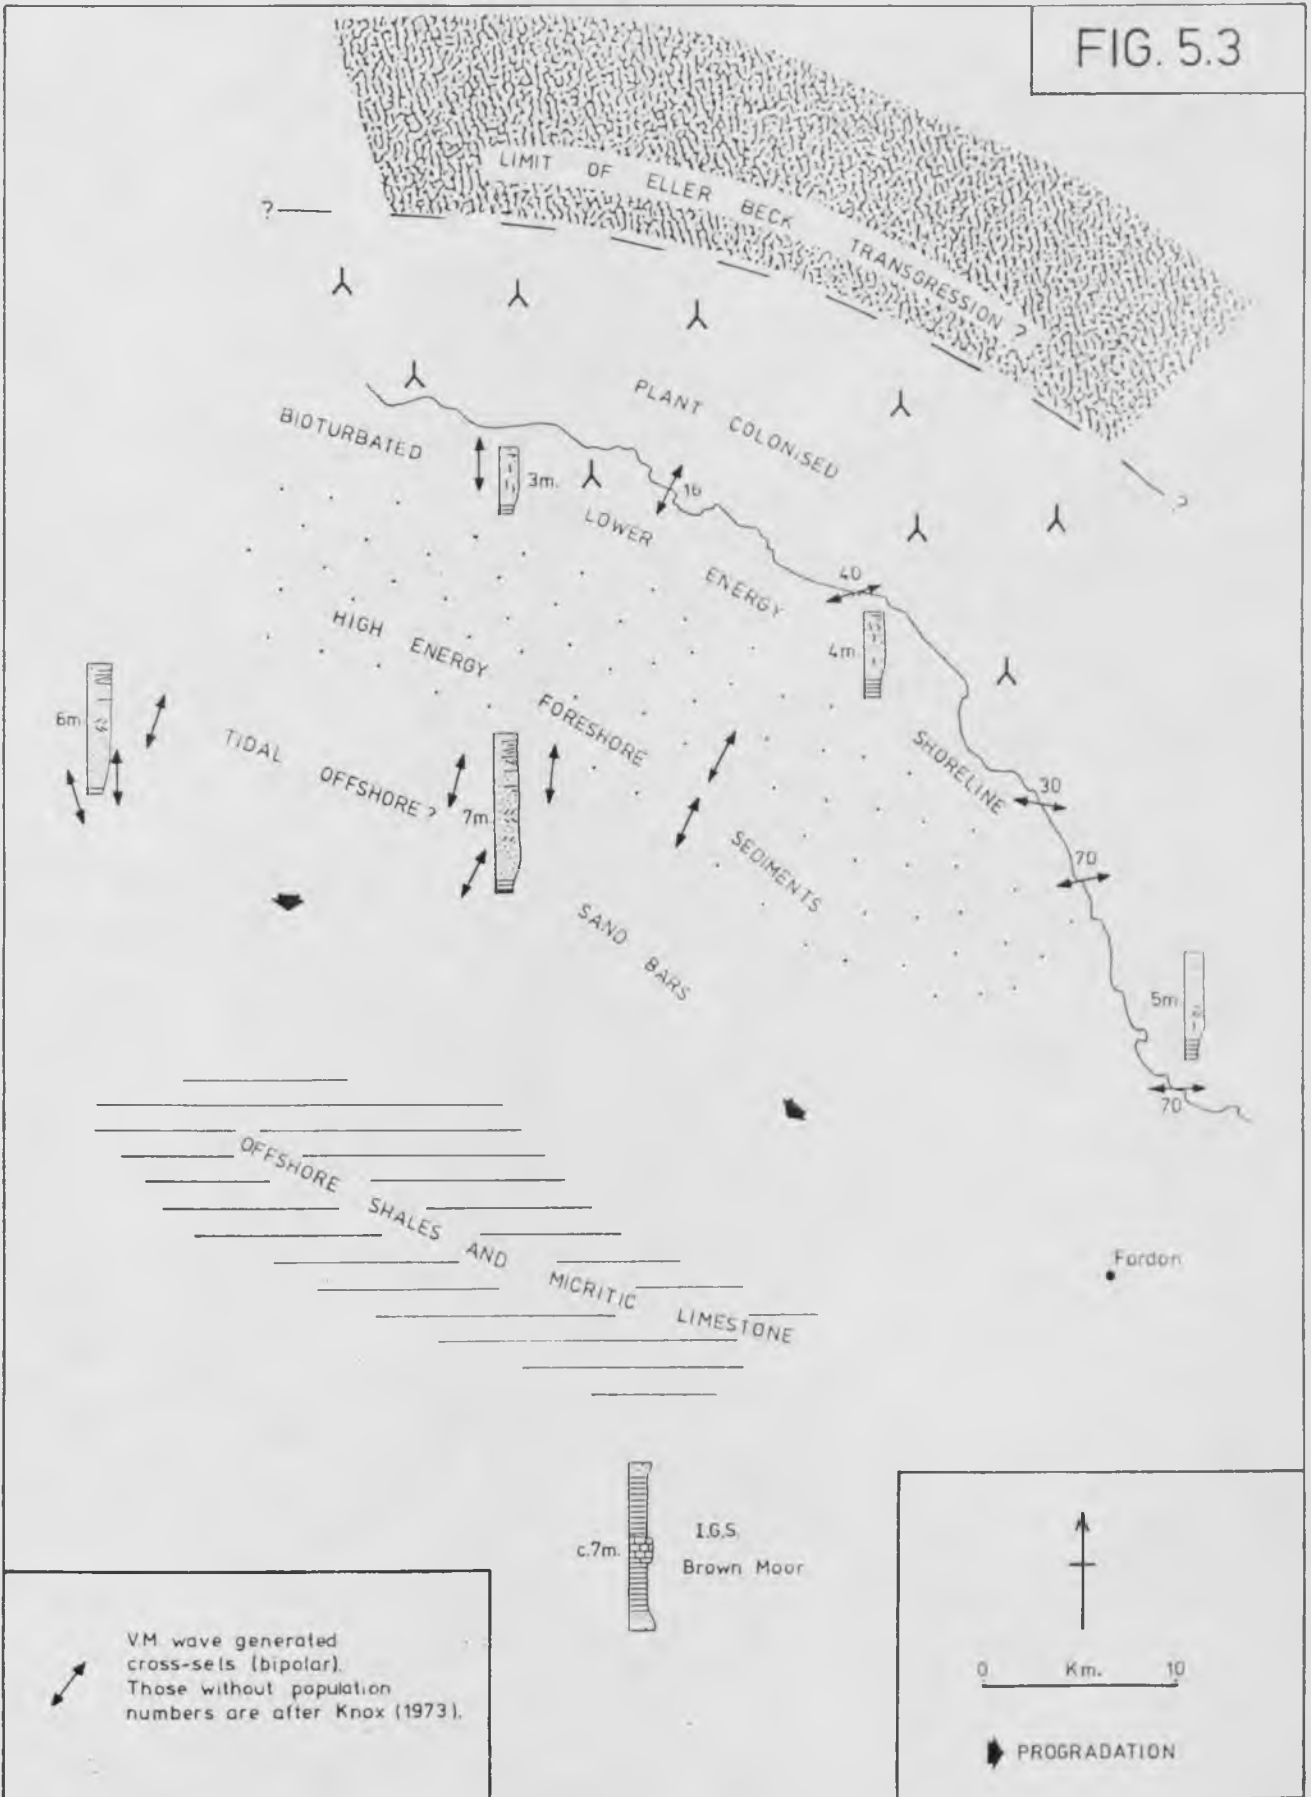 FIG. 5.3
LIMIT OF ELLER BECK TRANSGRESSION ?
?
?
PLANT COLONISED
BIOTURBATED
3m.
16
LOWER ENERGY SHORELINE
40
4m
HIGH ENERGY FORESHORE SEDIMENTS
6m
TIDAL OFFSHORE ? SAND BARS
7m
30
70
5m
70
OFFSHORE SHALES AND MICRITIC LIMESTONE
Fordon
c.7m.
I.G.S.
Brown Moor
V.M. wave generated
cross-sets (bipolar).
Those without population
numbers are after Knox (1973).
0 Km. 10
PROGRADATION